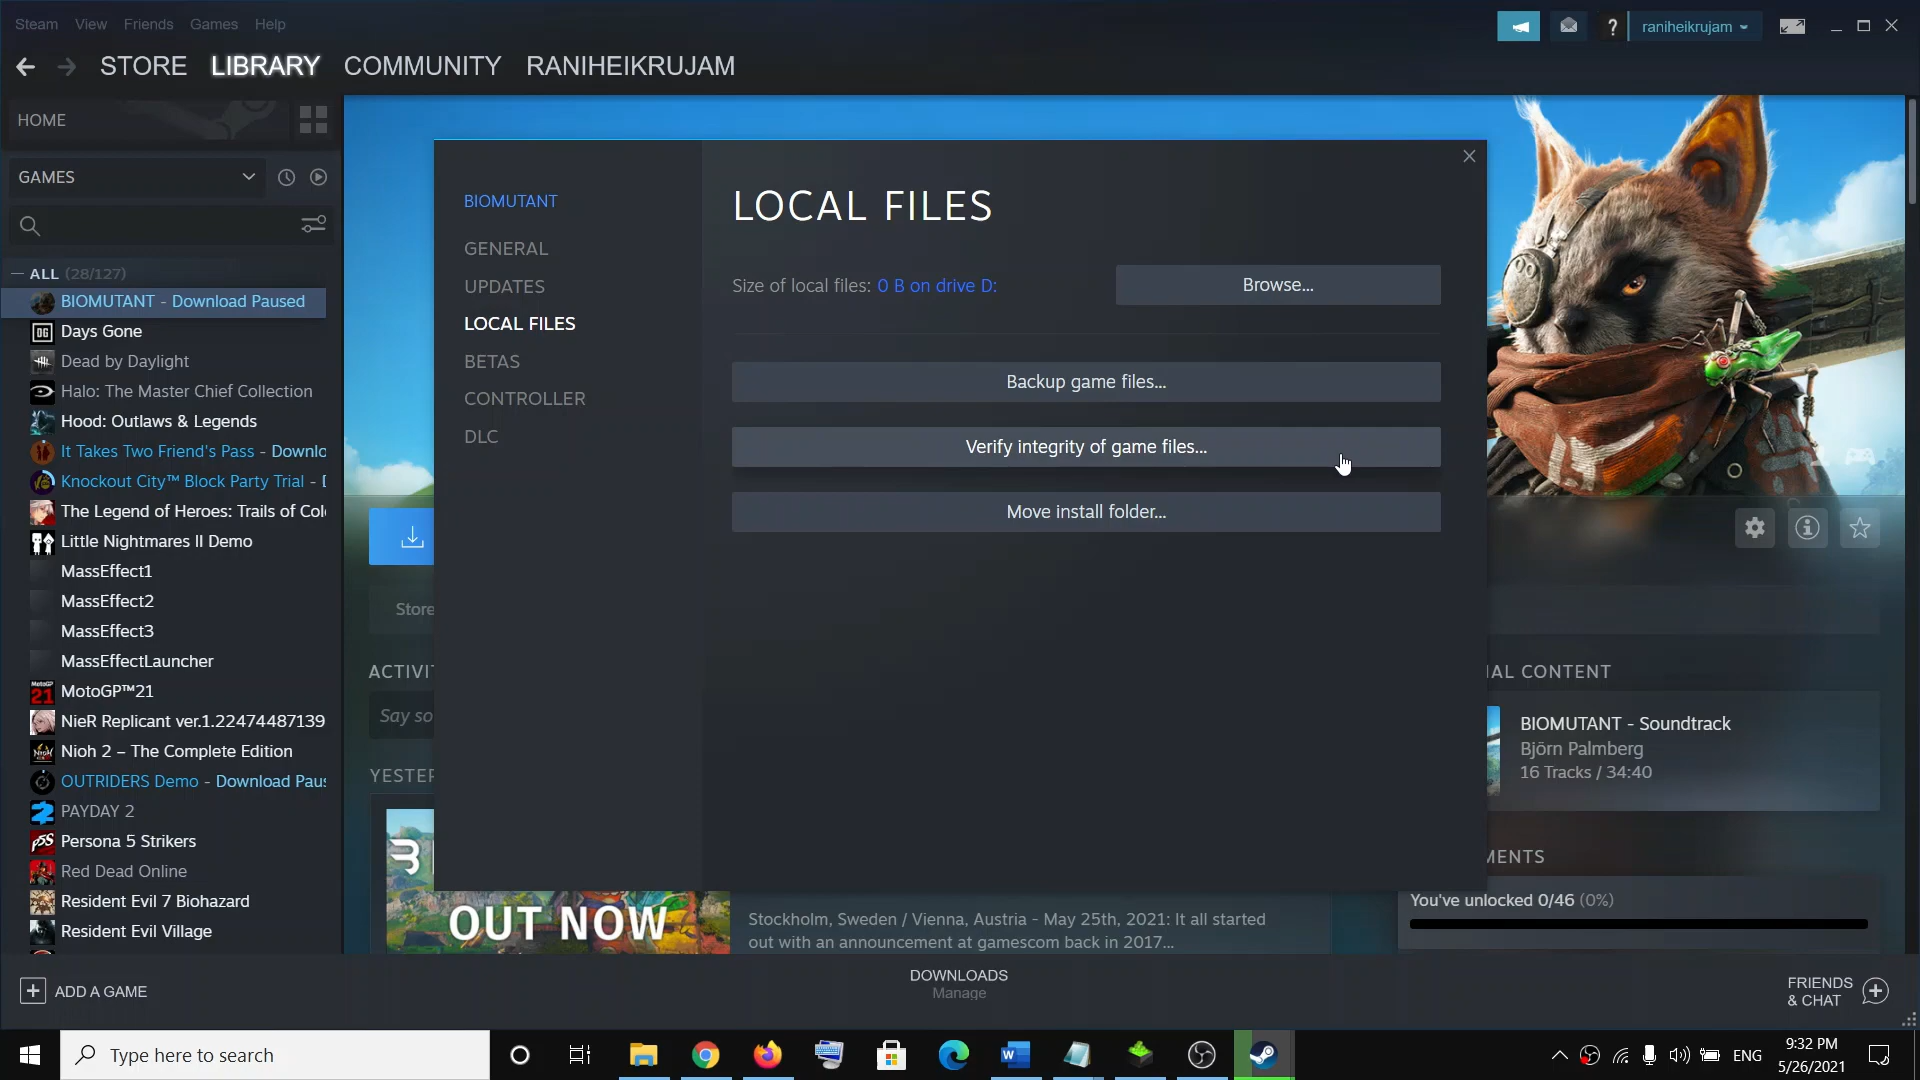 Steam View Friends Games Help
raniheikrujam
STORE LIBRARY COMMUNITY RANIHEIKRUJAM
HOME
GAMES
ALL (28/127)
BIOMUTANT - Download Paused
Days Gone
Dead by Daylight
Halo: The Master Chief Collection
Hood: Outlaws & Legends
It Takes Two Friend's Pass - Downlo
Knockout City™ Block Party Trial - D
The Legend of Heroes: Trails of Col
Little Nightmares II Demo
MassEffect1
MassEffect2
MassEffect3
MassEffectLauncher
MotoGP™21
NieR Replicant ver.1.22474487139
Nioh 2 – The Complete Edition
OUTRIDERS Demo - Download Pau
PAYDAY 2
Persona 5 Strikers
Red Dead Online
Resident Evil 7 Biohazard
Resident Evil Village
BIOMUTANT
GENERAL
UPDATES
LOCAL FILES
BETAS
CONTROLLER
DLC
LOCAL FILES
Size of local files: 0 B on drive D:
Browse...
Backup game files...
Verify integrity of game files...
Move install folder...
Store
ACTIVI
Say so
YESTER
OUT NOW
Stockholm, Sweden / Vienna, Austria - May 25th, 2021: It all started
out with an announcement at gamescom back in 2017...
AL CONTENT
BIOMUTANT - Soundtrack
Björn Palmberg
16 Tracks / 34:40
MENTS
You've unlocked 0/46 (0%)
ADD A GAME
DOWNLOADS
Manage
FRIENDS
& CHAT
Type here to search
ENG
9:32 PM
5/26/2021